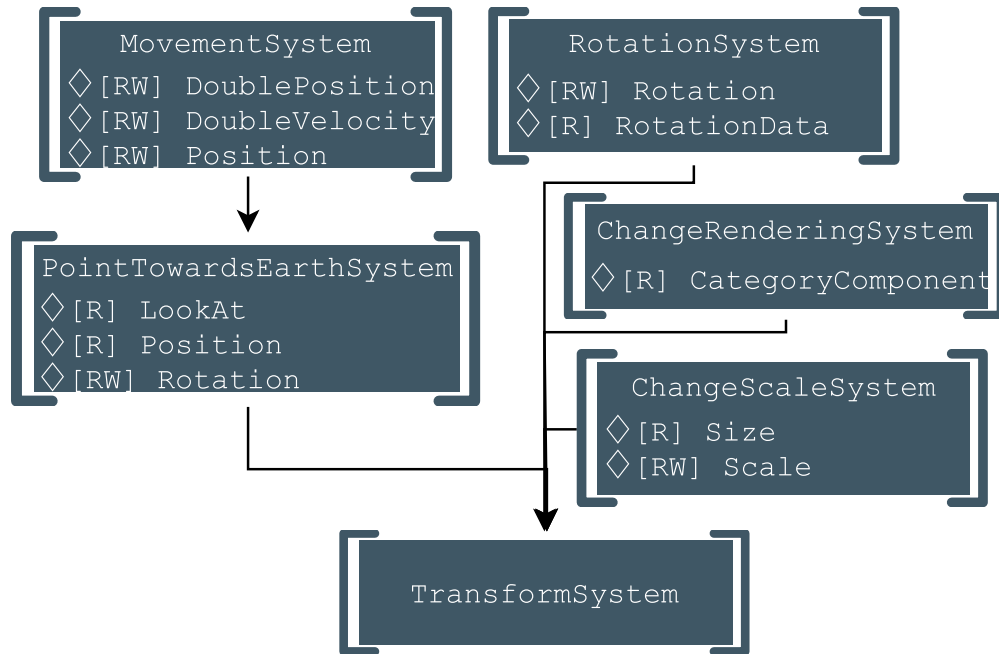 MovementSystem
◇[RW] DoublePosition
◇[RW] DoubleVelocity
◇[RW] Position
RotationSystem
◇[RW] Rotation
◇[R] RotationData
ChangeRenderingSystem
◇[R] CategoryComponent
PointTowardsEarthSystem
◇[R] LookAt
◇[R] Position
◇[RW] Rotation
ChangeScaleSystem
◇[R] Size
◇[RW] Scale
TransformSystem